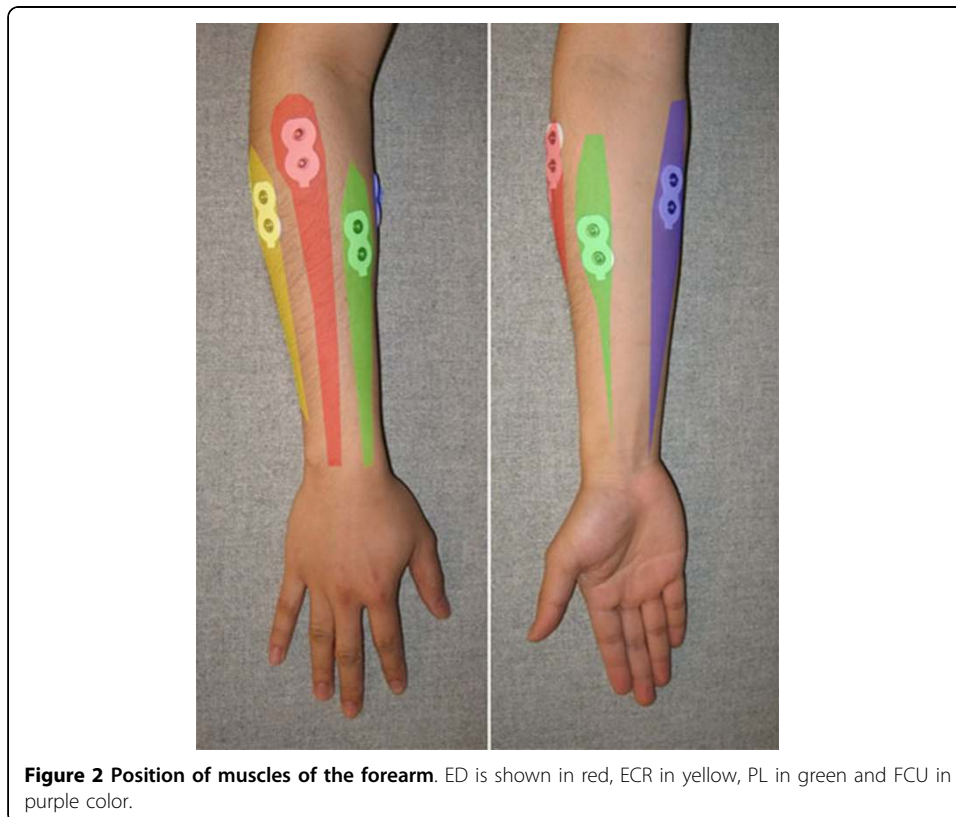 Figure 2 Position of muscles of the forearm. ED is shown in red, ECR in yellow, PL in green and FCU in
purple color.